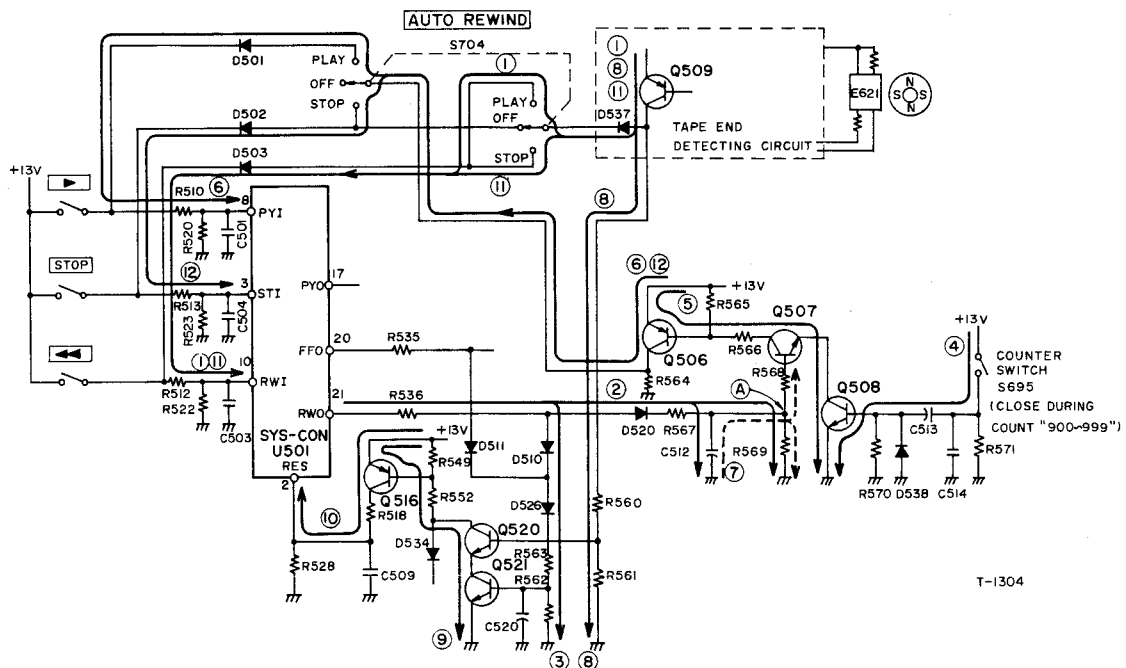 AUTO REWIND
S704
D501
PLAY
OFF
STOP
①
PLAY
OFF
STOP
①
⑧
⑪
Q509
D537
TAPE END
DETECTING CIRCUIT
E621
N
S S
N
D502
D503
⑪
⑧
+13V
▶
⑥
R510
8
PYI
R520
C501
STOP
⑫
3
STI
R513
R523
C504
PYO
17
◀◀
① ⑪
10
RWI
R512
R522
C503
20
FFO
R535
21
RWO
R536
SYS-CON
U501
RES
2
⑥ ⑫
+13V
⑤
R565
Q507
Q506
R566
R564
R568
②
Ⓐ
Q508
④
+13V
COUNTER
SWITCH
S695
(CLOSE DURING
COUNT "900~999")
D520
R567
C512
⑦
R569
C513
R571
R570
D538
C514
+13V
R549
D511
D510
Q516
R552
R518
⑩
D526
R560
D534
Q520
R563
R528
C509
Q521
R562
R561
C520
⑨
③
⑧
T-1304